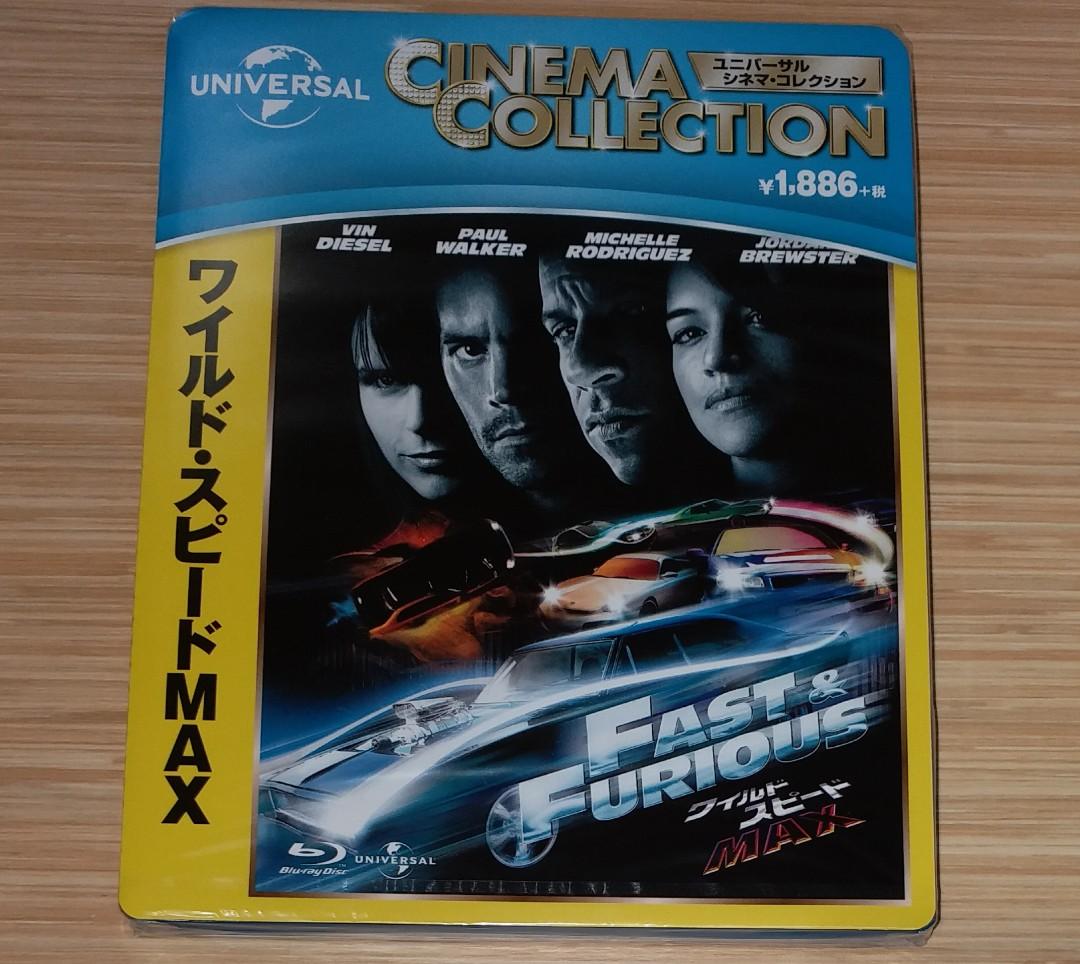 UNIVERSAL
CINEMA
COLLECTION
ユニバーサル
シネマ・コレクション
¥1,886+税
VIN
DIESEL
PAUL
WALKER
MICHELLE
RODRIGUEZ
JORDANA
BREWSTER
ワイルド・スピードMAX
FAST &
FURIOUS
ワイルド
スピード
MAX
Blu-ray Disc
UNIVERSAL